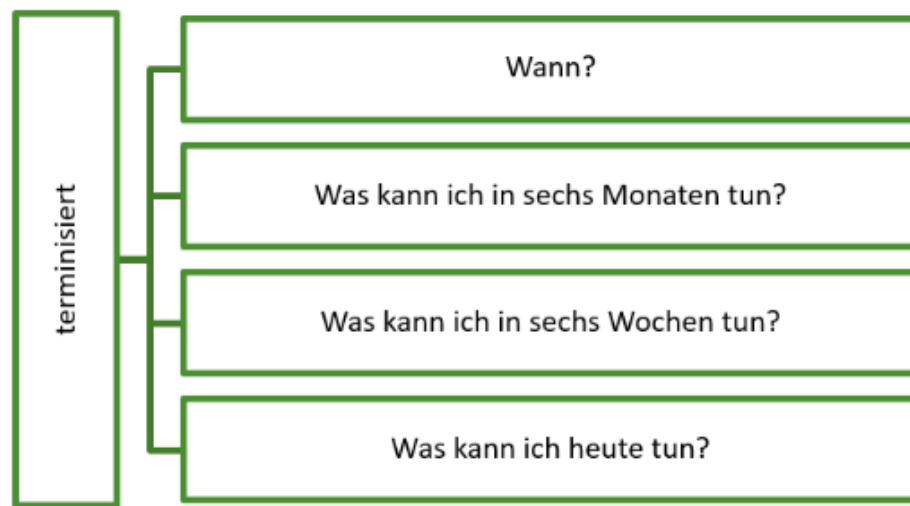 terminisiert
Wann?
Was kann ich in sechs Monaten tun?
Was kann ich in sechs Wochen tun?
Was kann ich heute tun?